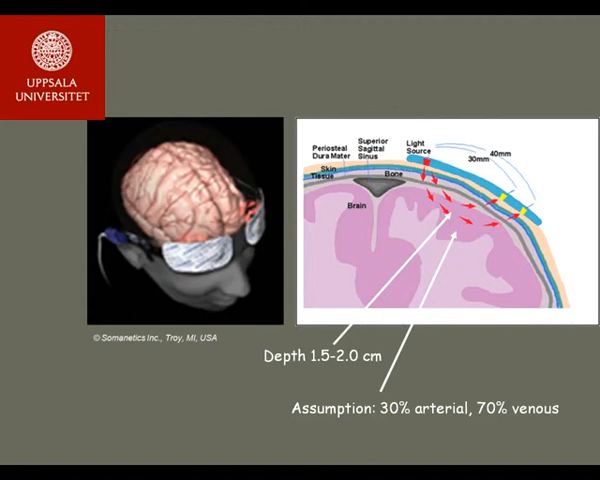 UPPSALA
UNIVERSITET
Periosteal
Dura Mater
Superior
Sagittal
Sinus
Light
Source
40mm
30mm
Skin
Tissue
Bone
Brain
© Somanetics Inc., Troy, MI, USA
Depth 1.5-2.0 cm
Assumption: 30% arterial, 70% venous